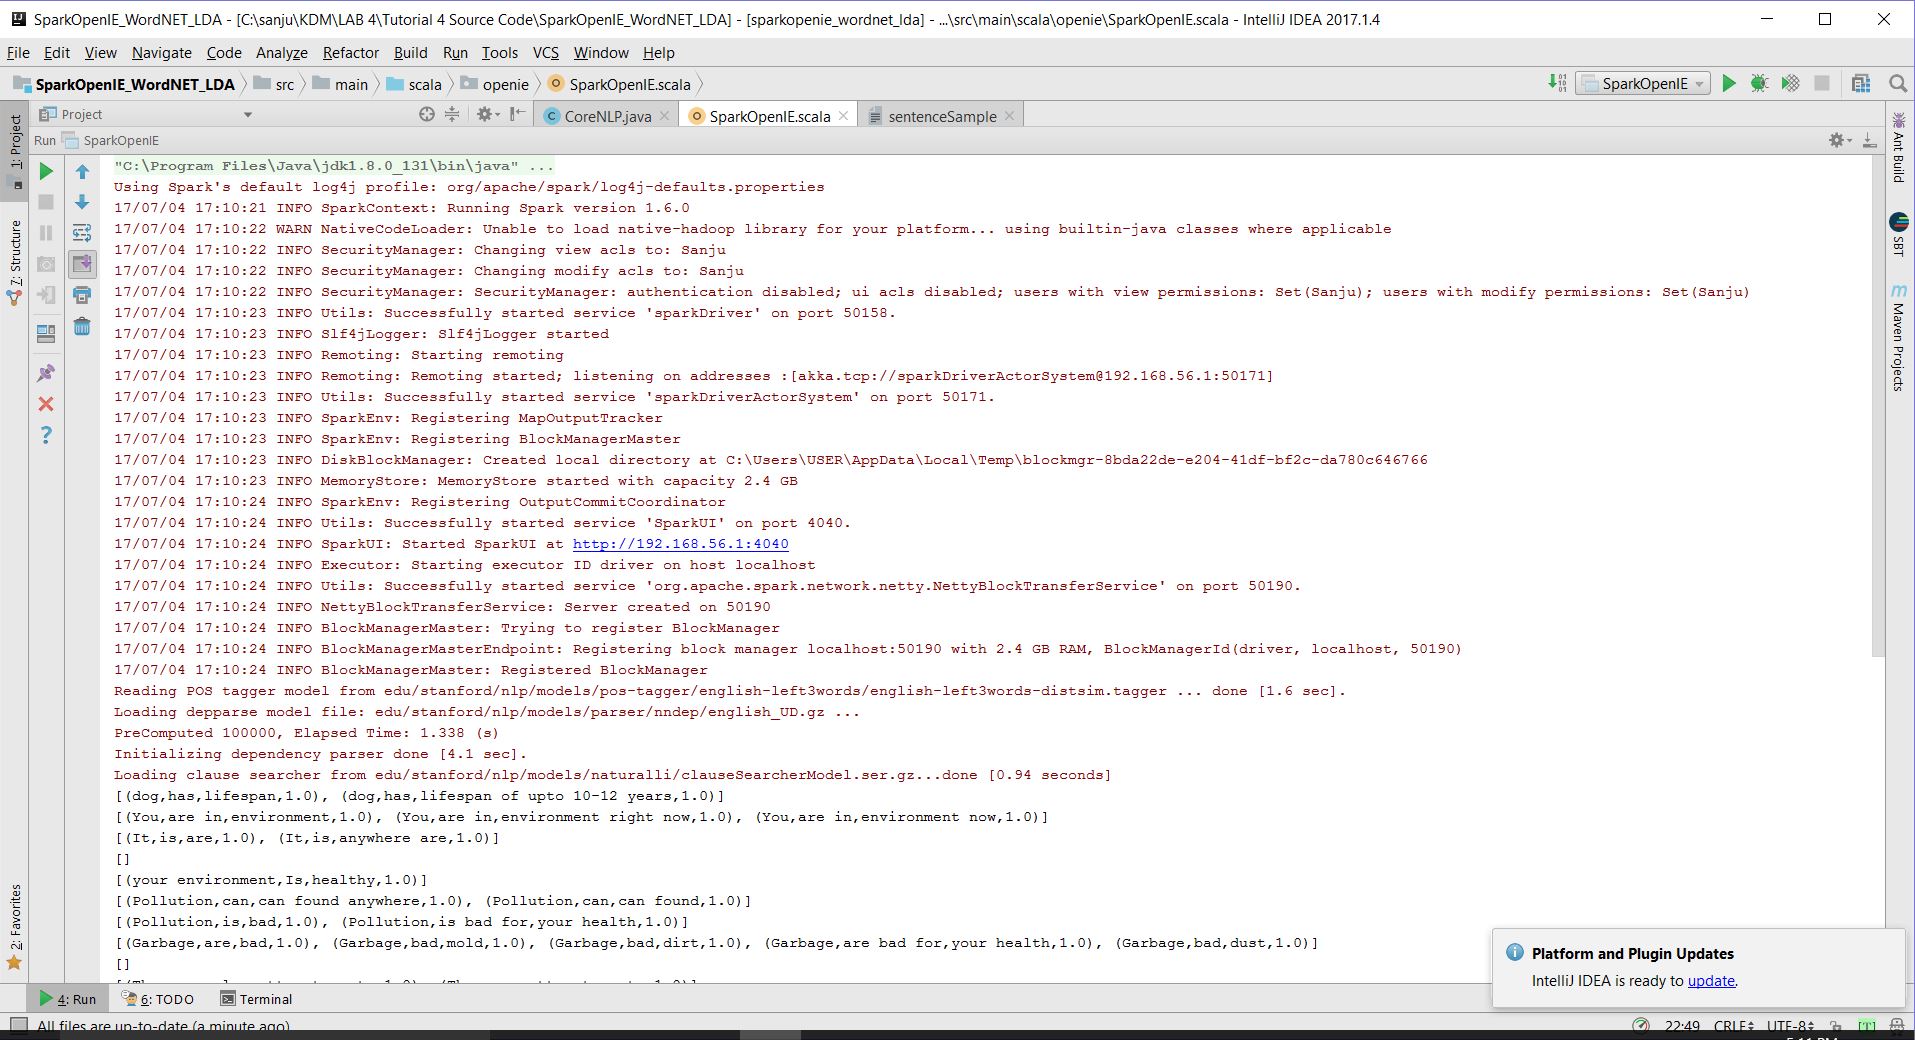 SparkOpenIE_WordNET_LDA - [C:\sanju\KDM\LAB 4\Tutorial 4 Source Code\SparkOpenIE_WordNET_LDA] - [sparkopenie_wordnet_lda] - ...\src\main\scala\openie\SparkOpenIE.scala - IntelliJ IDEA 2017.1.4
File Edit View Navigate Code Analyze Refactor Build Run Tools VCS Window Help
SparkOpenIE_WordNET_LDA src main scala openie SparkOpenIE.scala SparkOpenIE
Project CoreNLP.java SparkOpenIE.scala sentenceSample
Run SparkOpenIE
1: Project
7: Structure
2: Favorites
Ant Build
SBT
Maven Projects
"C:\Program Files\Java\jdk1.8.0_131\bin\java" ...
Using Spark's default log4j profile: org/apache/spark/log4j-defaults.properties
17/07/04 17:10:21 INFO SparkContext: Running Spark version 1.6.0
17/07/04 17:10:22 WARN NativeCodeLoader: Unable to load native-hadoop library for your platform... using builtin-java classes where applicable
17/07/04 17:10:22 INFO SecurityManager: Changing view acls to: Sanju
17/07/04 17:10:22 INFO SecurityManager: Changing modify acls to: Sanju
17/07/04 17:10:22 INFO SecurityManager: SecurityManager: authentication disabled; ui acls disabled; users with view permissions: Set(Sanju); users with modify permissions: Set(Sanju)
17/07/04 17:10:23 INFO Utils: Successfully started service 'sparkDriver' on port 50158.
17/07/04 17:10:23 INFO Slf4jLogger: Slf4jLogger started
17/07/04 17:10:23 INFO Remoting: Starting remoting
17/07/04 17:10:23 INFO Remoting: Remoting started; listening on addresses :[akka.tcp://sparkDriverActorSystem@192.168.56.1:50171]
17/07/04 17:10:23 INFO Utils: Successfully started service 'sparkDriverActorSystem' on port 50171.
17/07/04 17:10:23 INFO SparkEnv: Registering MapOutputTracker
17/07/04 17:10:23 INFO SparkEnv: Registering BlockManagerMaster
17/07/04 17:10:23 INFO DiskBlockManager: Created local directory at C:\Users\USER\AppData\Local\Temp\blockmgr-8bda22de-e204-41df-bf2c-da780c646766
17/07/04 17:10:23 INFO MemoryStore: MemoryStore started with capacity 2.4 GB
17/07/04 17:10:24 INFO SparkEnv: Registering OutputCommitCoordinator
17/07/04 17:10:24 INFO Utils: Successfully started service 'SparkUI' on port 4040.
17/07/04 17:10:24 INFO SparkUI: Started SparkUI at http://192.168.56.1:4040
17/07/04 17:10:24 INFO Executor: Starting executor ID driver on host localhost
17/07/04 17:10:24 INFO Utils: Successfully started service 'org.apache.spark.network.netty.NettyBlockTransferService' on port 50190.
17/07/04 17:10:24 INFO NettyBlockTransferService: Server created on 50190
17/07/04 17:10:24 INFO BlockManagerMaster: Trying to register BlockManager
17/07/04 17:10:24 INFO BlockManagerMasterEndpoint: Registering block manager localhost:50190 with 2.4 GB RAM, BlockManagerId(driver, localhost, 50190)
17/07/04 17:10:24 INFO BlockManagerMaster: Registered BlockManager
Reading POS tagger model from edu/stanford/nlp/models/pos-tagger/english-left3words/english-left3words-distsim.tagger ... done [1.6 sec].
Loading depparse model file: edu/stanford/nlp/models/parser/nndep/english_UD.gz ...
PreComputed 100000, Elapsed Time: 1.338 (s)
Initializing dependency parser done [4.1 sec].
Loading clause searcher from edu/stanford/nlp/models/naturalli/clauseSearcherModel.ser.gz...done [0.94 seconds]
[(dog,has,lifespan,1.0), (dog,has,lifespan of upto 10-12 years,1.0)]
[(You,are in,environment,1.0), (You,are in,environment right now,1.0), (You,are in,environment now,1.0)]
[(It,is,are,1.0), (It,is,anywhere are,1.0)]
[]
[(your environment,Is,healthy,1.0)]
[(Pollution,can,can found anywhere,1.0), (Pollution,can,can found,1.0)]
[(Pollution,is,bad,1.0), (Pollution,is bad for,your health,1.0)]
[(Garbage,are,bad,1.0), (Garbage,bad,mold,1.0), (Garbage,bad,dirt,1.0), (Garbage,are bad for,your health,1.0), (Garbage,bad,dust,1.0)]
[]
Platform and Plugin Updates
IntelliJ IDEA is ready to update.
4: Run 6: TODO Terminal
All files are up-to-date (a minute ago) 22:49 CRLF UTF-8 [T]